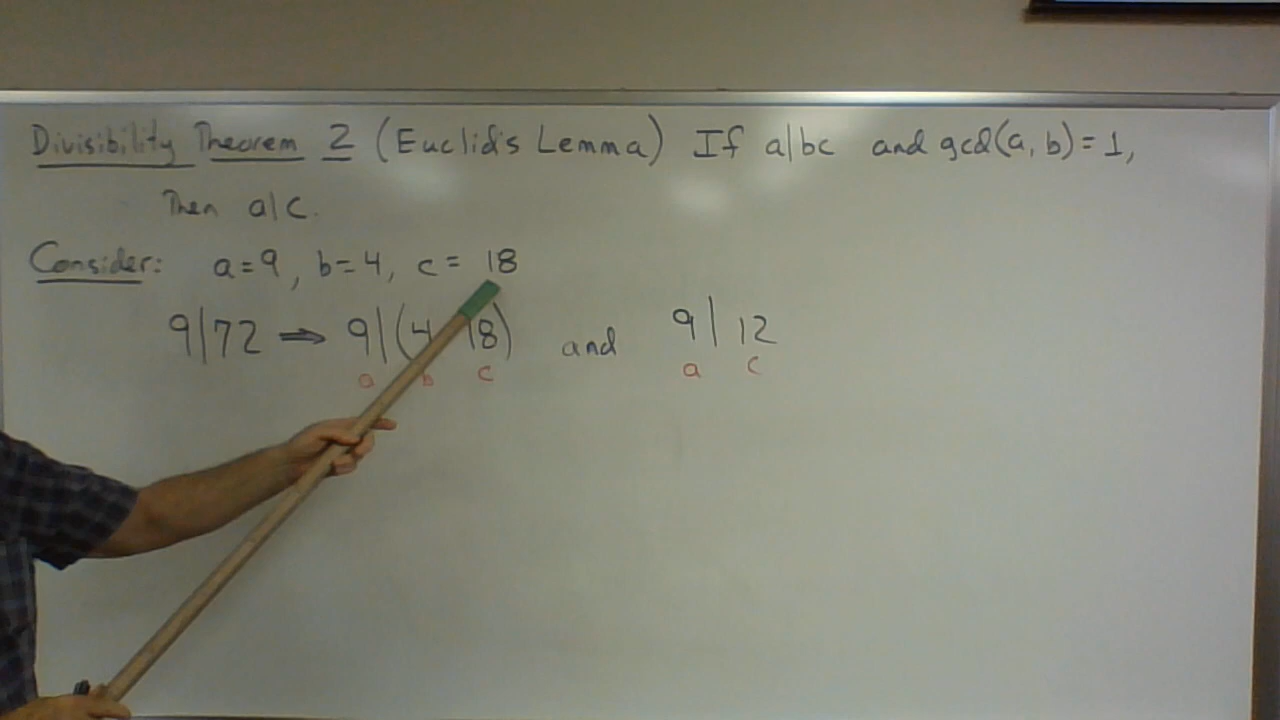 Divisibility Theorem 2 (Euclid's Lemma) If a|bc and gcd(a, b) = 1,
Then a|c.
Consider: a=9, b=4, c= 18
9|72 ⇒ 9|(4 18) and 9|12
a b c a c